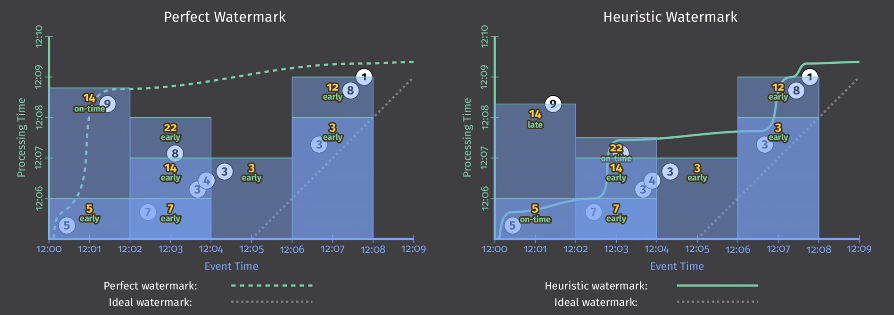 Perfect Watermark
Processing Time
12:10
12:09
12:08
12:07
12:06
14
on-time
9
5
early
5
22
early
8
14
early
3
4
3
7
7
early
3
early
12
early
8
1
3
early
3
12:00 12:01 12:02 12:03 12:04 12:05 12:06 12:07 12:08 12:09
Event Time
Perfect watermark:
Ideal watermark:
Heuristic Watermark
Processing Time
12:10
12:09
12:08
12:07
12:06
9
14
late
5
on-time
5
22
on-time
14
early
3
4
3
7
7
early
3
early
12
early
8
1
3
early
3
12:00 12:01 12:02 12:03 12:04 12:05 12:06 12:07 12:08 12:09
Event Time
Heuristic watermark:
Ideal watermark: